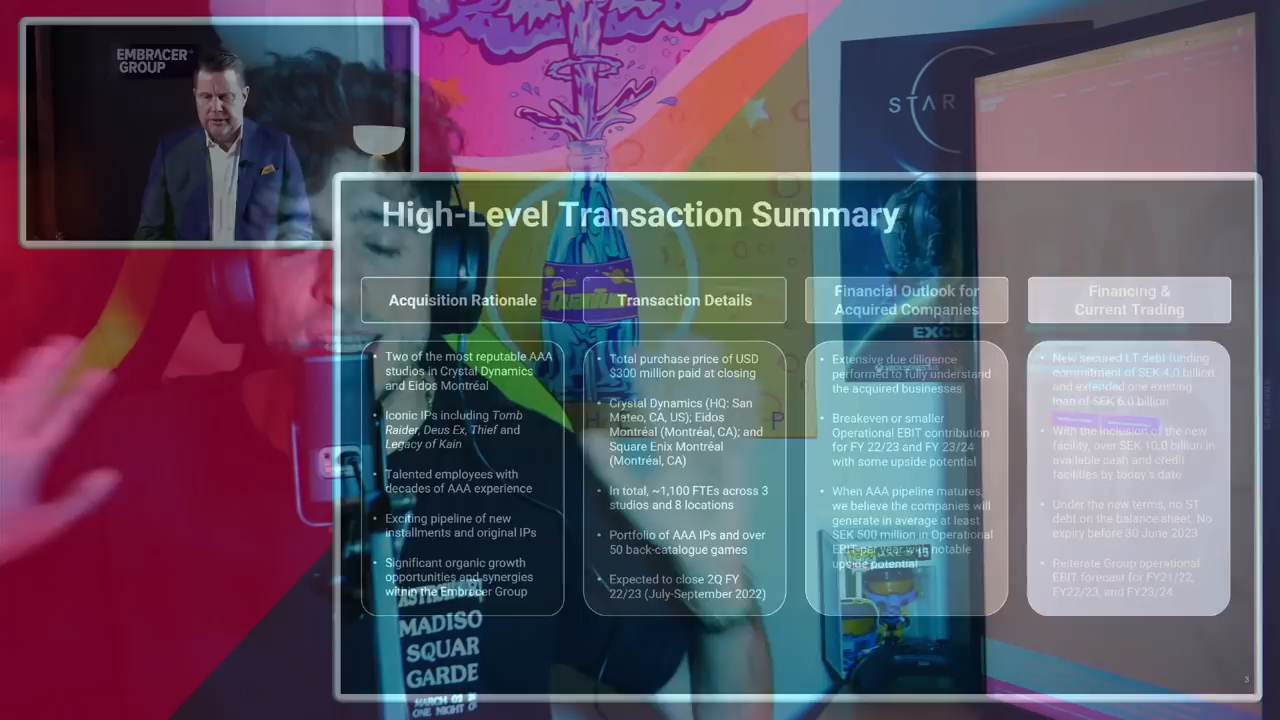 EMBRACER+
GROUP
STAR
High-Level Transaction Summary
Acquisition Rationale
Two of the most reputable AAA
studios in Crystal Dynamics
and Eidos Montréal
Iconic IPs including Tomb
Raider, Deus Ex, Thief and
Legacy of Kain
Talented employees with
decades of AAA experience
Exciting pipeline of new
installments and original IPs
Significant organic growth
opportunities and synergies
within the Embracer Group
Transaction Details
Total purchase price of USD
$300 million paid at closing
Crystal Dynamics (HQ: San
Mateo, CA, US); Eidos
Montréal (Montréal, CA); and
Square Enix Montréal
(Montréal, CA)
In total, ~1,100 FTEs across 3
studios and 8 locations
Portfolio of AAA IPs and over
50 back-catalogue games
Expected to close 2Q FY
22/23 (July-September 2022)
Financial Outlook for
Acquired Companies
EXCL
Extensive due diligence
performed to fully understand
the acquired businesses
Breakeven or smaller
Operational EBIT contribution
for FY 22/23 and FY 23/24
with some upside potential
When AAA pipeline matures,
we believe the companies will
generate in average at least
SEK 500 million in Operational
EBIT per year with notable
upside potential
Financing &
Current Trading
New secured LT debt funding
commitment of SEK 4.0 billion
and extended one existing
loan of SEK 6.0 billion
With the inclusion of the new
facility, over SEK 10.0 billion in
available cash and credit
facilities by today's date
Under the new terms, no ST
debt on the balance sheet. No
expiry before 30 June 2023
Reiterate Group operational
EBIT forecast for FY21/22,
FY22/23, and FY23/24
Quantum
H
P
MADISO
SQUAR
GARDE
MARCH 02
ONE NIGHT O
3